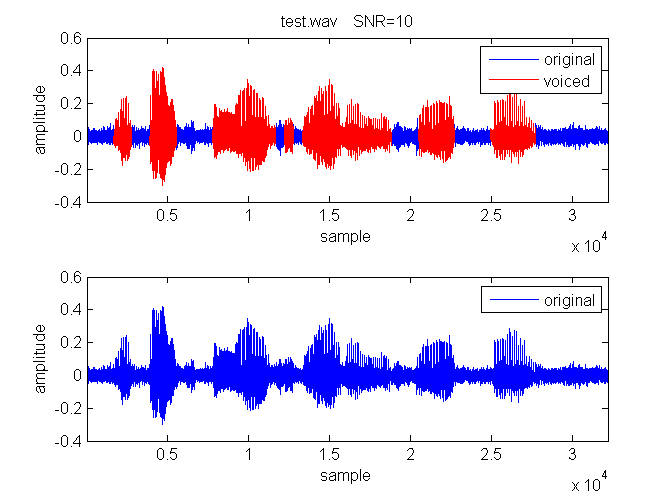 test.wav   SNR=10
0.6
0.4
0.2
0
-0.2
-0.4
amplitude
original
voiced
0.5 1 1.5 2 2.5 3
sample
x 10^4
0.6
0.4
0.2
0
-0.2
-0.4
amplitude
original
0.5 1 1.5 2 2.5 3
sample
x 10^4